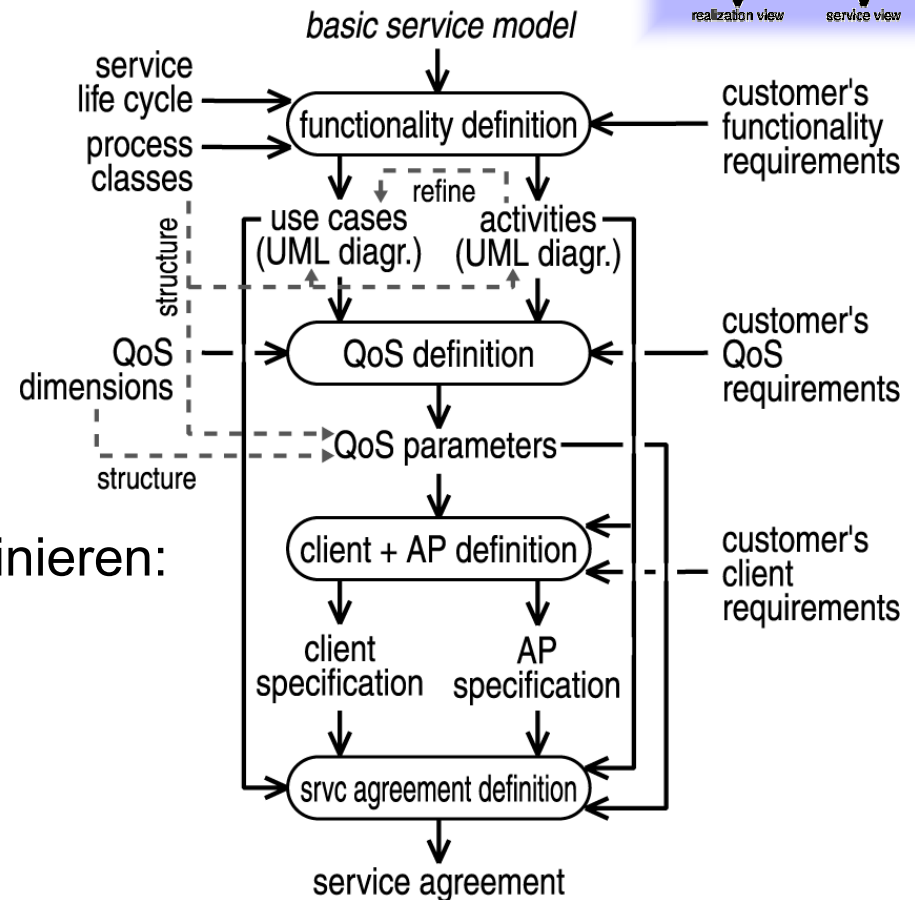 realization view
service view
basic service model
service
life cycle
process
classes
functionality definition
customer's
functionality
requirements
refine
structure
use cases
(UML diagr.)
activities
(UML diagr.)
QoS
dimensions
QoS definition
customer's
QoS
requirements
QoS parameters
structure
inieren:
client + AP definition
customer's
client
requirements
client
specification
AP
specification
srvc agreement definition
service agreement